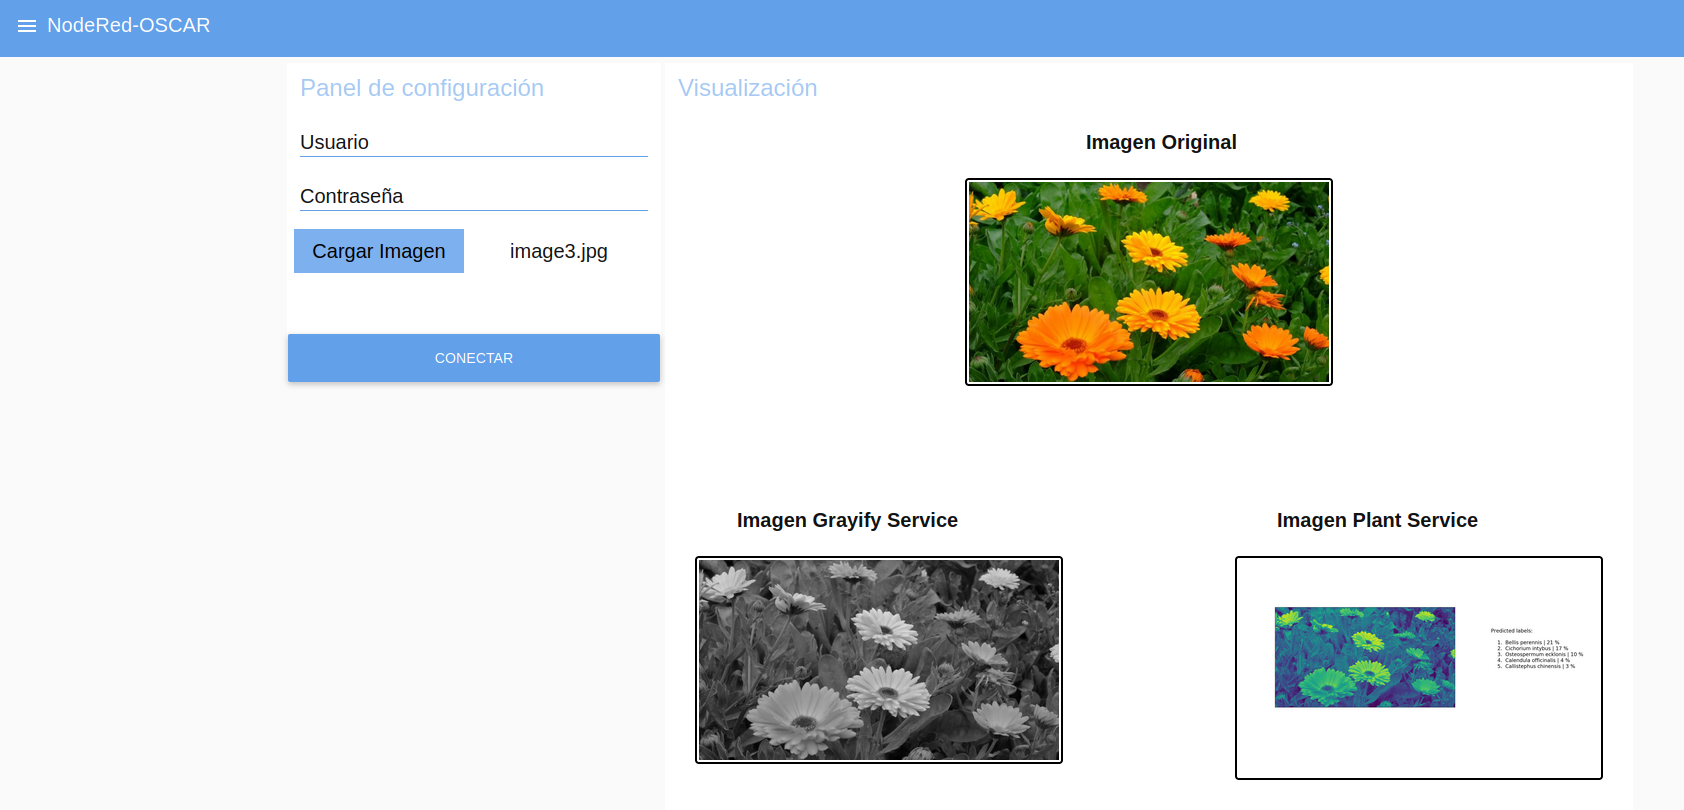 NodeRed-OSCAR
Panel de configuración
Usuario
Contraseña
Cargar Imagen image3.jpg
CONECTAR
Visualización
Imagen Original
Imagen Grayify Service
Imagen Plant Service
Predicted labels:
1. Bellis perennis | 21 %
2. Cichorium intybus | 17 %
3. Osteospermum ecklonis | 10 %
4. Calendula officinalis | 4 %
5. Callistephus chinensis | 3 %